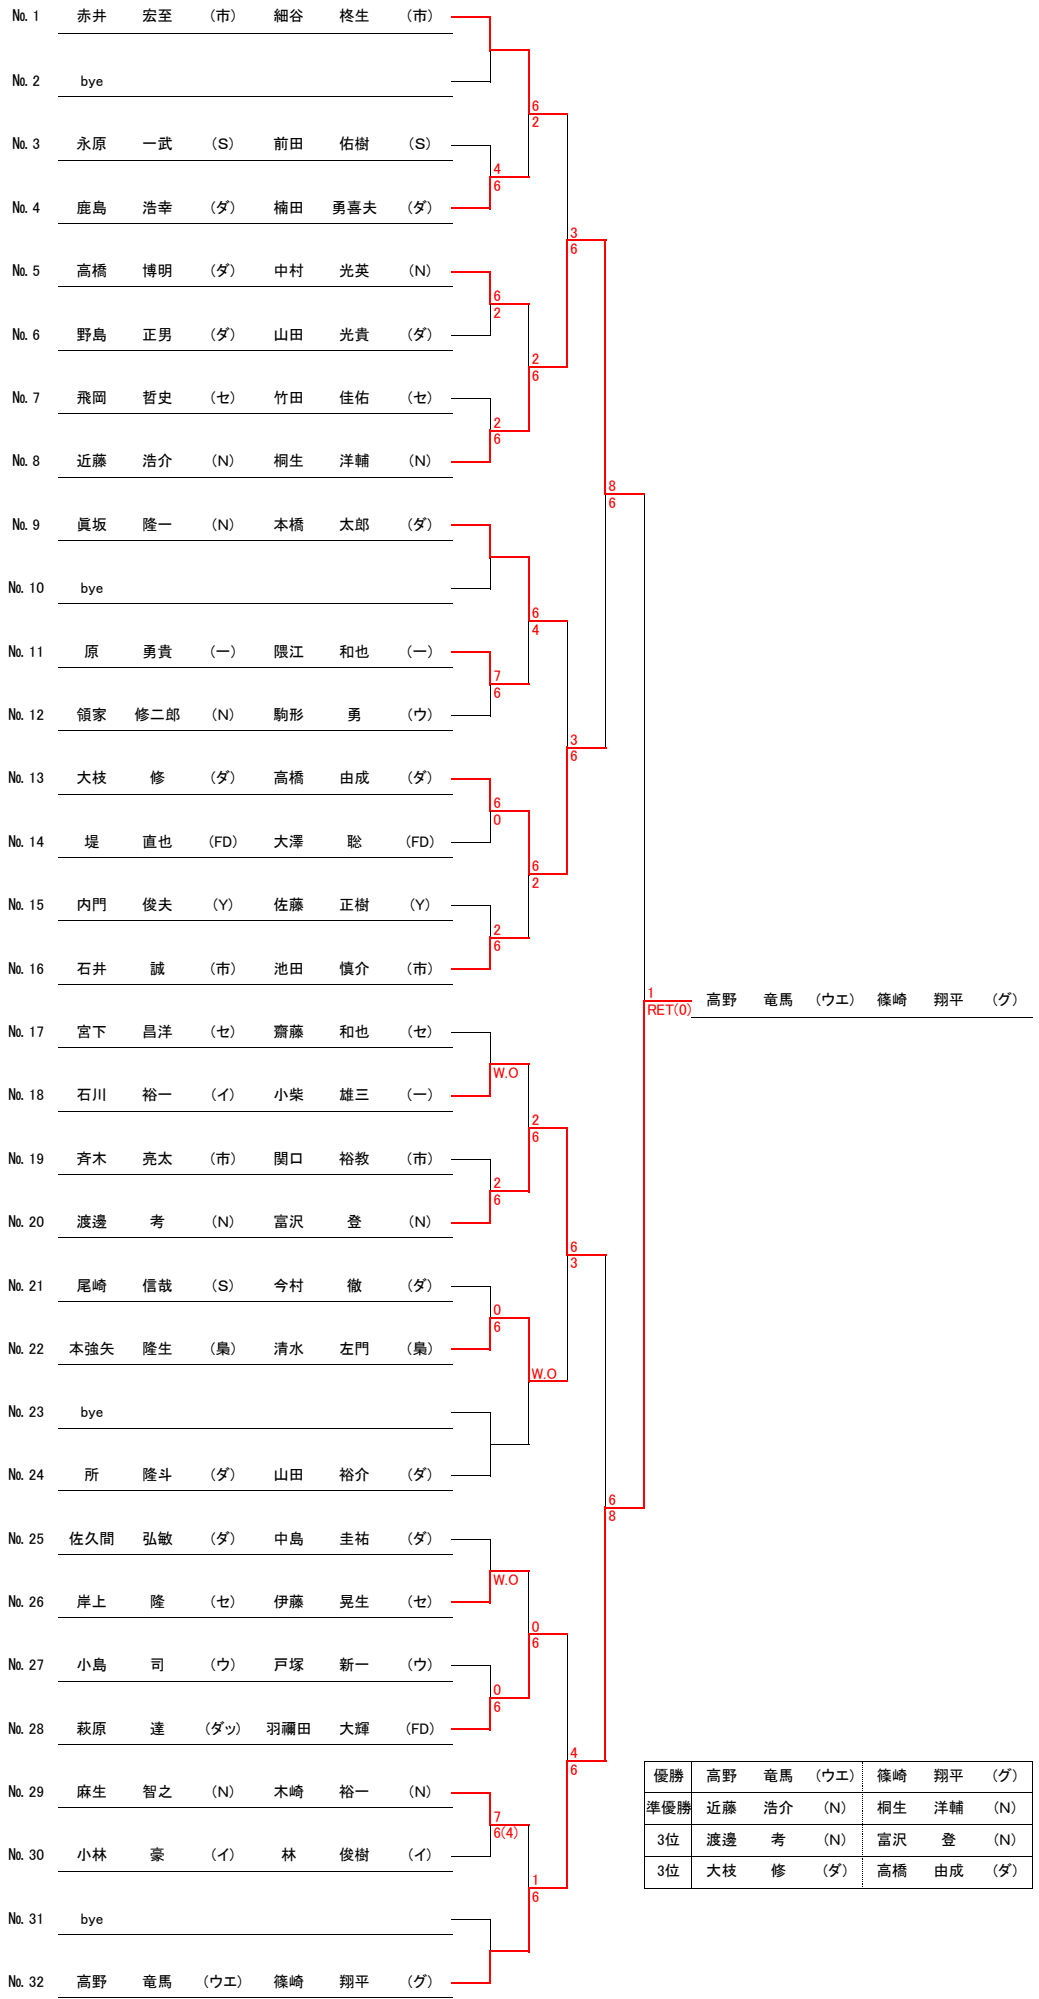 № 1 赤井 宏至 (市) 細谷 柊生 (市)
№ 2 bye
6
2
№ 3 永原 一武 (S) 前田 佑樹 (S)
4
6
№ 4 鹿島 浩幸 (ダ) 楠田 勇喜夫 (ダ)
3
6
№ 5 高橋 博明 (ダ) 中村 光英 (N)
6
2
№ 6 野島 正男 (ダ) 山田 光貴 (ダ)
2
6
№ 7 飛岡 哲史 (セ) 竹田 佳佑 (セ)
2
6
№ 8 近藤 浩介 (N) 桐生 洋輔 (N)
8
6
№ 9 眞坂 隆一 (N) 本橋 太郎 (ダ)
№ 10 bye
6
4
№ 11 原 勇貴 (一) 隈江 和也 (一)
7
6
№ 12 領家 修二郎 (N) 駒形 勇 (ウ)
3
6
№ 13 大枝 修 (ダ) 高橋 由成 (ダ)
6
0
№ 14 堤 直也 (FD) 大澤 聡 (FD)
6
2
№ 15 内門 俊夫 (Y) 佐藤 正樹 (Y)
2
6
№ 16 石井 誠 (市) 池田 慎介 (市)
1
RET(0)
高野 竜馬 (ウエ) 篠崎 翔平 (グ)
№ 17 宮下 昌洋 (セ) 齋藤 和也 (セ)
W.O
№ 18 石川 裕一 (イ) 小柴 雄三 (一)
2
6
№ 19 斉木 亮太 (市) 関口 裕教 (市)
2
6
№ 20 渡邊 考 (N) 富沢 登 (N)
6
3
№ 21 尾崎 信哉 (S) 今村 徹 (ダ)
0
6
№ 22 本強矢 隆生 (梟) 清水 左門 (梟)
W.O
№ 23 bye
№ 24 所 隆斗 (ダ) 山田 裕介 (ダ)
6
8
№ 25 佐久間 弘敏 (ダ) 中島 圭祐 (ダ)
W.O
№ 26 岸上 隆 (セ) 伊藤 晃生 (セ)
0
6
№ 27 小島 司 (ウ) 戸塚 新一 (ウ)
0
6
№ 28 萩原 達 (ダッ) 羽禰田 大輝 (FD)
4
6
№ 29 麻生 智之 (N) 木崎 裕一 (N)
7
6(4)
№ 30 小林 豪 (イ) 林 俊樹 (イ)
1
6
№ 31 bye
№ 32 高野 竜馬 (ウエ) 篠崎 翔平 (グ)
優勝 高野 竜馬 (ウエ) 篠崎 翔平 (グ)
準優勝 近藤 浩介 (N) 桐生 洋輔 (N)
3位 渡邊 考 (N) 富沢 登 (N)
3位 大枝 修 (ダ) 高橋 由成 (ダ)